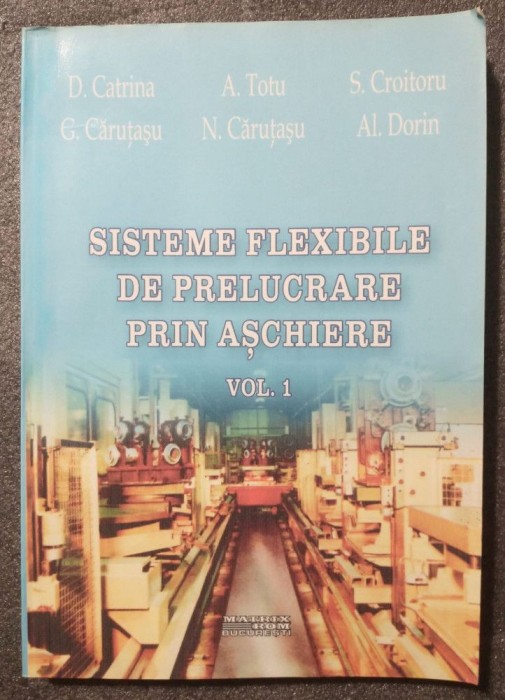 D. Catrina A. Totu S. Croitoru
G. Căruțașu N. Căruțașu Al. Dorin
SISTEME FLEXIBILE
DE PRELUCRARE
PRIN AȘCHIERE
VOL. 1
MATRIX
ROM
BUCUREȘTI